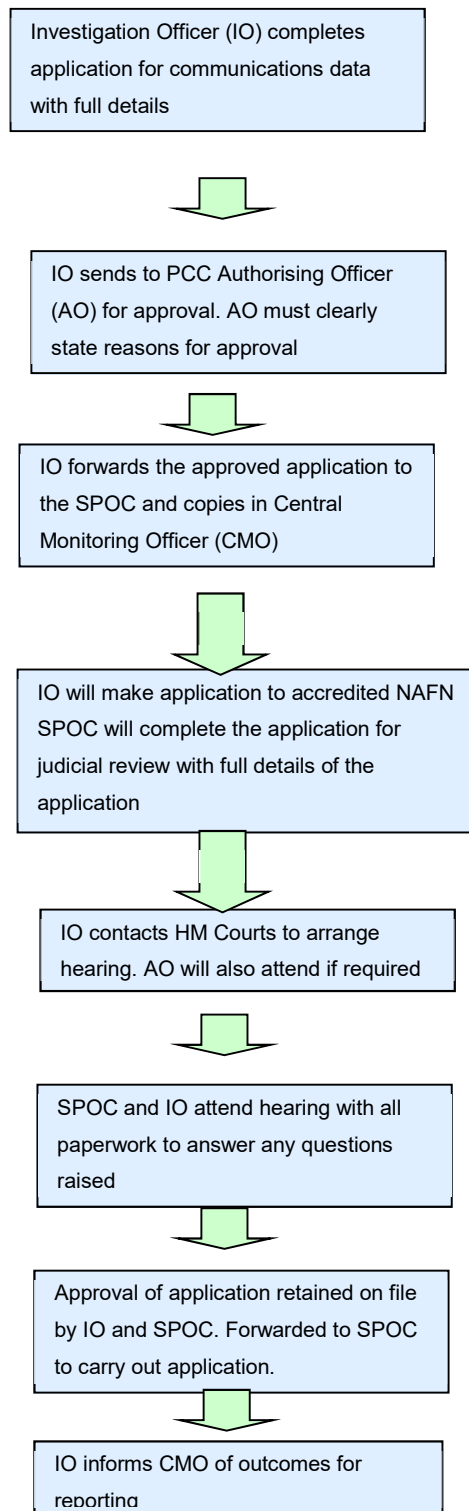 Investigation Officer (IO) completes
application for communications data
with full details
IO sends to PCC Authorising Officer
(AO) for approval. AO must clearly
state reasons for approval
IO forwards the approved application to
the SPOC and copies in Central
Monitoring Officer (CMO)
IO will make application to accredited NAFN
SPOC will complete the application for
judicial review with full details of the
application
IO contacts HM Courts to arrange
hearing. AO will also attend if required
SPOC and IO attend hearing with all
paperwork to answer any questions
raised
Approval of application retained on file
by IO and SPOC. Forwarded to SPOC
to carry out application.
IO informs CMO of outcomes for
reporting